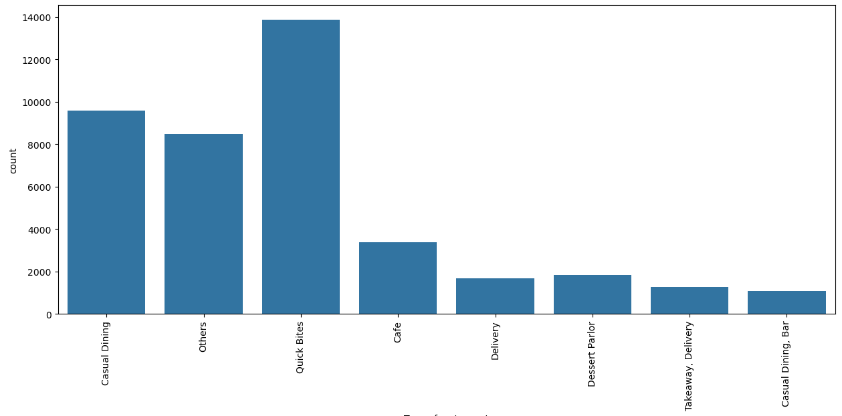 14000
12000
10000
8000
6000
4000
2000
0
count
Casual Dining
Others
Quick Bites
Cafe
Delivery
Dessert Parlor
Takeaway, Delivery
Casual Dining, Bar